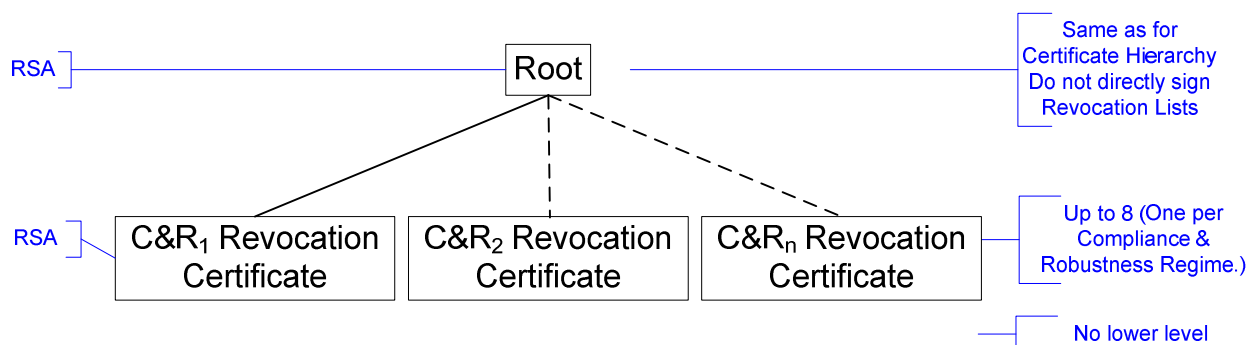 RSA
Root
Same as for
Certificate Hierarchy
Do not directly sign
Revocation Lists
RSA
C&R₁ Revocation
Certificate
C&R₂ Revocation
Certificate
C&Rₙ Revocation
Certificate
Up to 8 (One per
Compliance &
Robustness Regime.)
No lower level